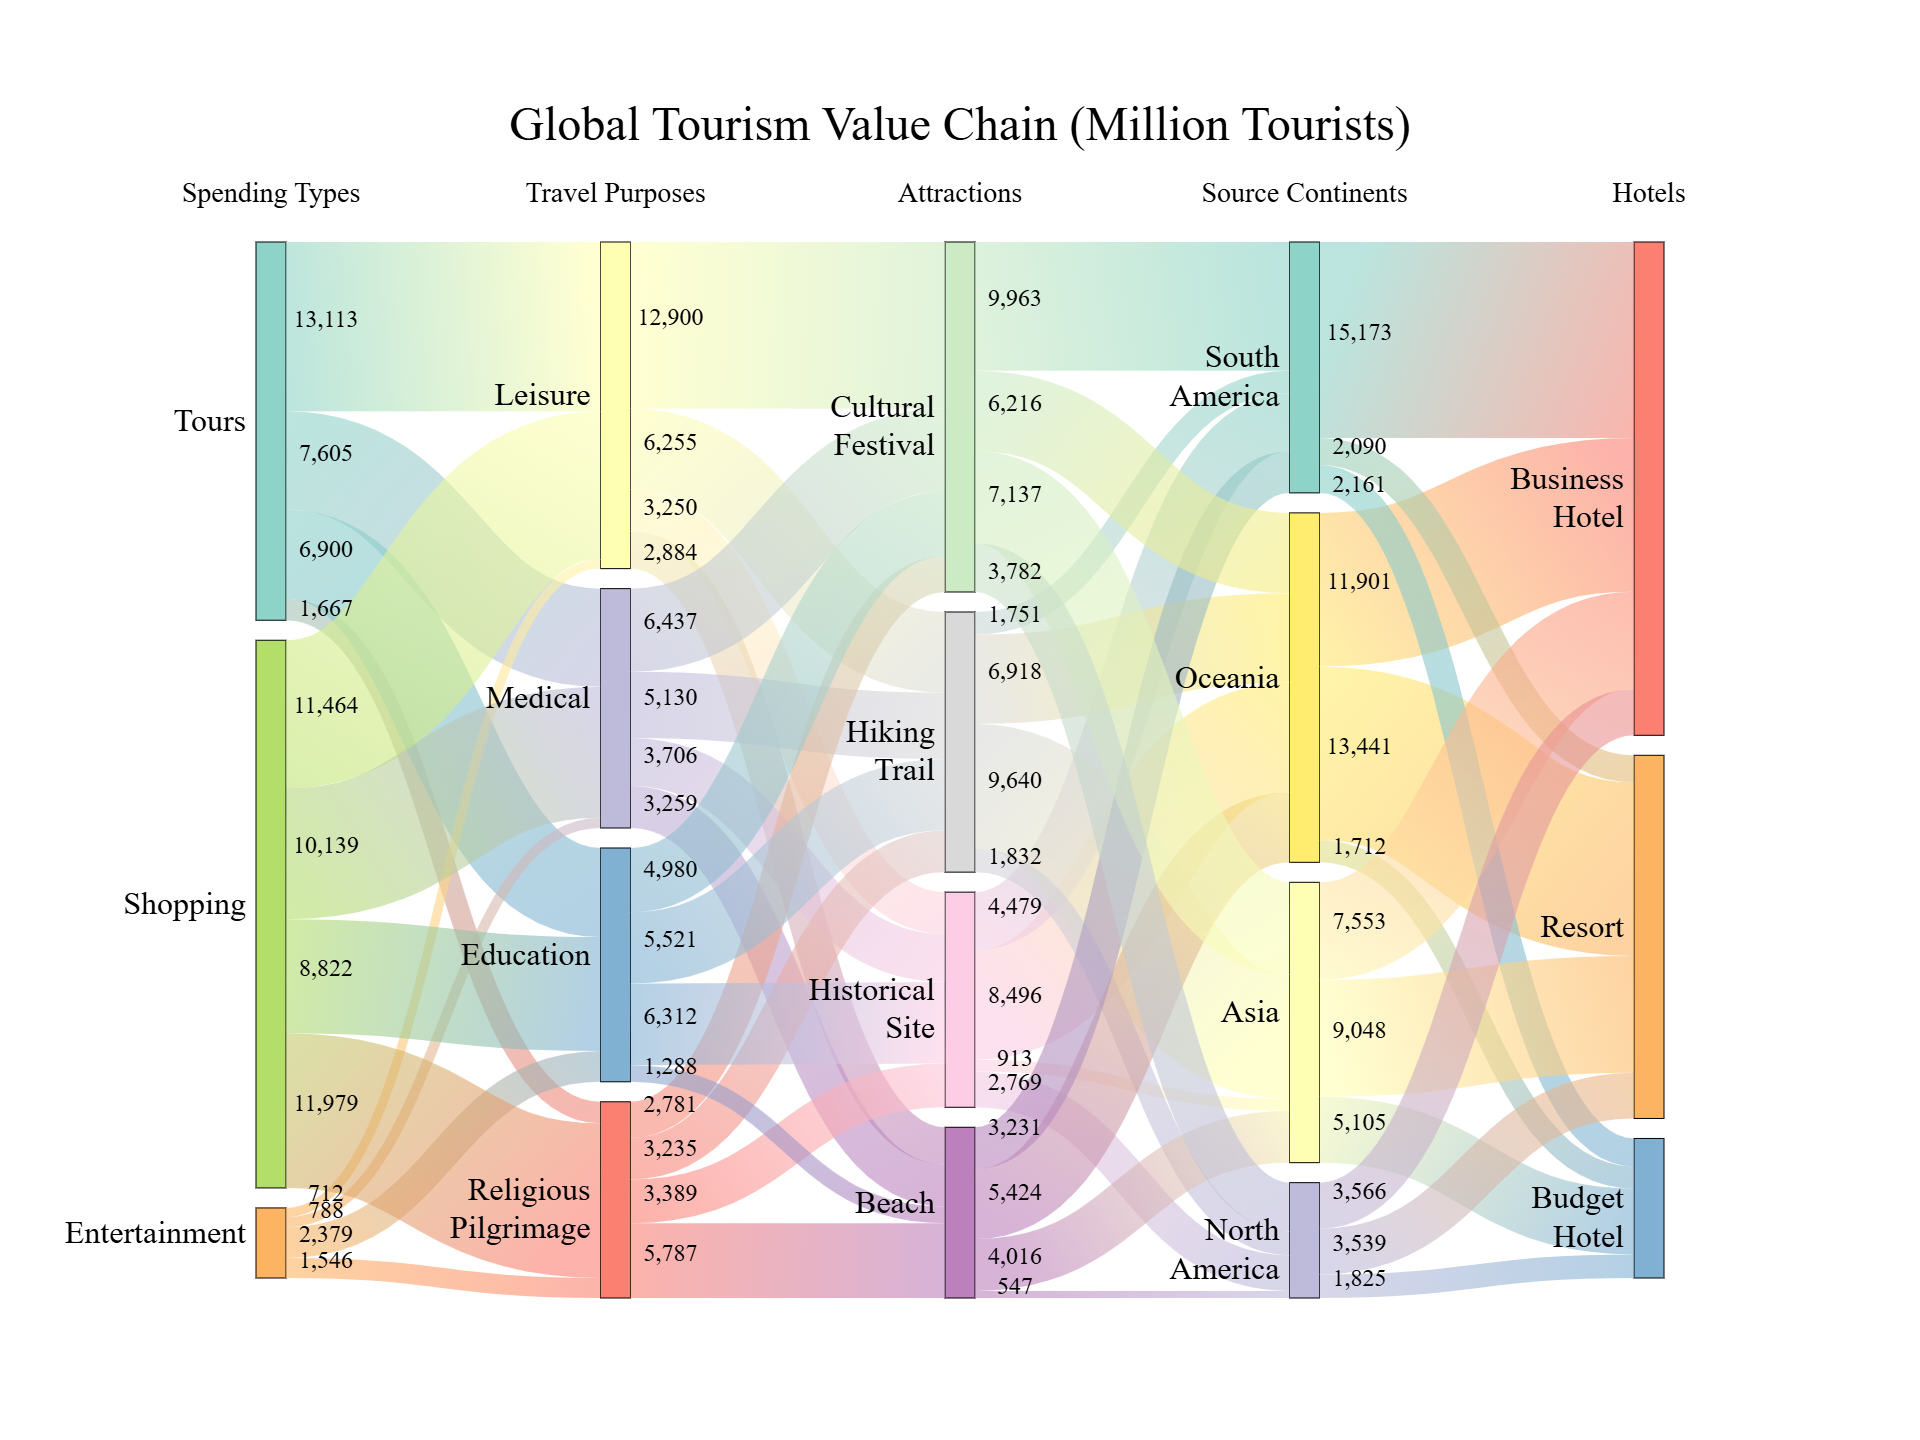 Global Tourism Value Chain (Million Tourists)
Spending Types
Travel Purposes
Attractions
Source Continents
Hotels
Tours
13,113
7,605
6,900
1,667
Shopping
11,464
10,139
8,822
11,979
Entertainment
712
788
2,379
1,546
Leisure
12,900
6,255
3,250
2,884
Medical
6,437
5,130
3,706
3,259
Education
4,980
5,521
6,312
1,288
Religious
Pilgrimage
2,781
3,235
3,389
5,787
Cultural
Festival
9,963
6,216
7,137
3,782
Hiking
Trail
1,751
6,918
9,640
1,832
Historical
Site
4,479
8,496
913
2,769
Beach
3,231
5,424
4,016
547
South
America
15,173
2,090
2,161
Oceania
11,901
13,441
1,712
Asia
7,553
9,048
5,105
North
America
3,566
3,539
1,825
Business
Hotel
Resort
Budget
Hotel